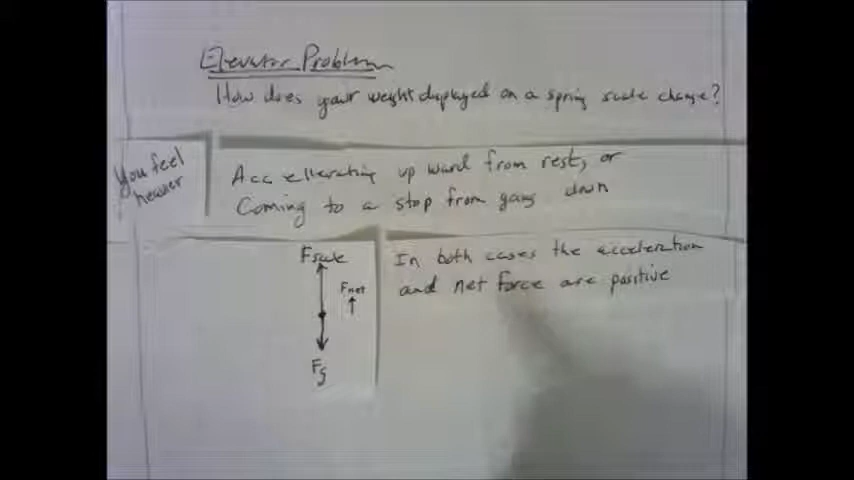 Elevator Problem
How does your weight displayed on a spring scale change?
You feel
heavier
Accellerating upward from rest, or
Coming to a stop from going down
Fscale
Fnet
Fg
In both cases the acceleration
and net force are positive